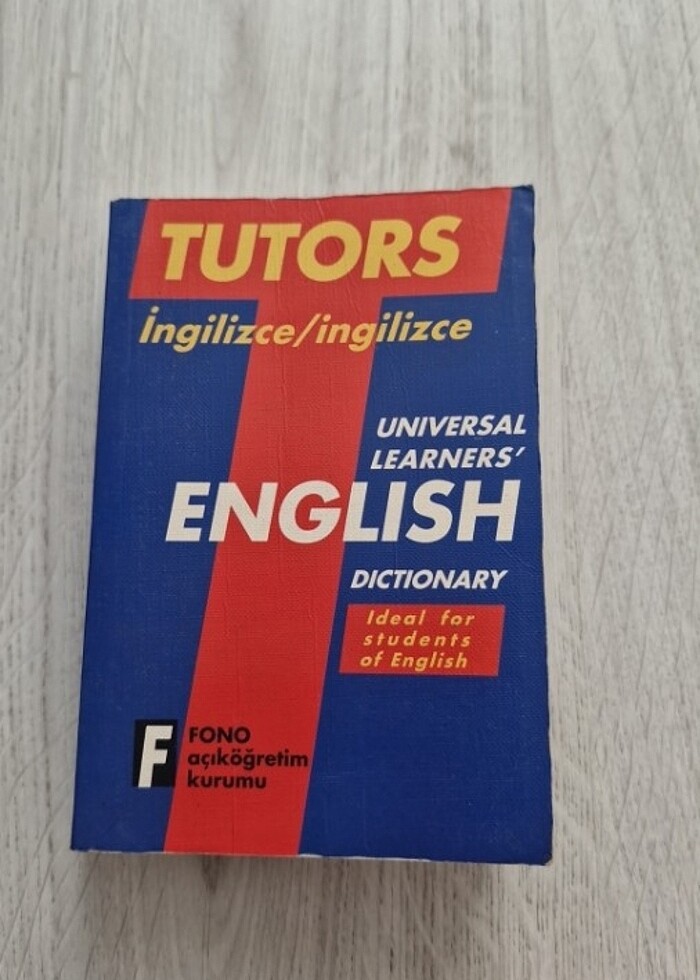 TUTORS
İngilizce/ingilizce
UNIVERSAL
LEARNERS'
ENGLISH
DICTIONARY
Ideal for
students
of English
F
FONO
açıköğretim
kurumu